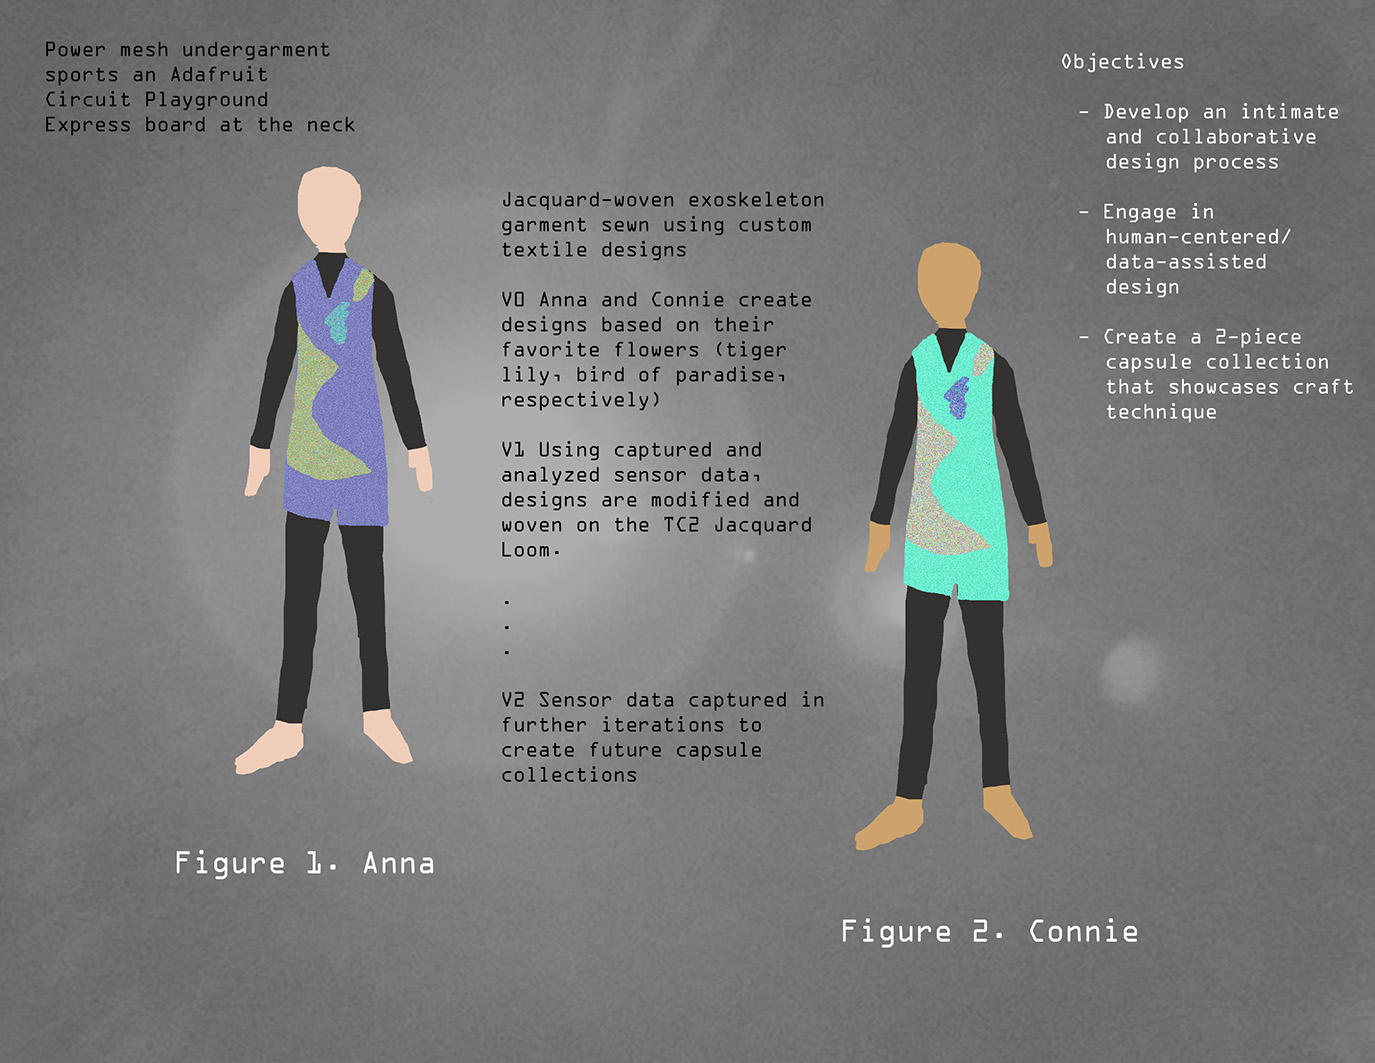 Power mesh undergarment
sports an Adafruit
Circuit Playground
Express board at the neck
Jacquard-woven exoskeleton
garment sewn using custom
textile designs
V0 Anna and Connie create
designs based on their
favorite flowers (tiger
lily, bird of paradise,
respectively)
V1 Using captured and
analyzed sensor data,
designs are modified and
woven on the TC2 Jacquard
Loom.
.
.
.
V2 Sensor data captured in
further iterations to
create future capsule
collections
Objectives
- Develop an intimate
and collaborative
design process
- Engage in
human-centered/
data-assisted
design
- Create a 2-piece
capsule collection
that showcases craft
technique
Figure 1. Anna
Figure 2. Connie